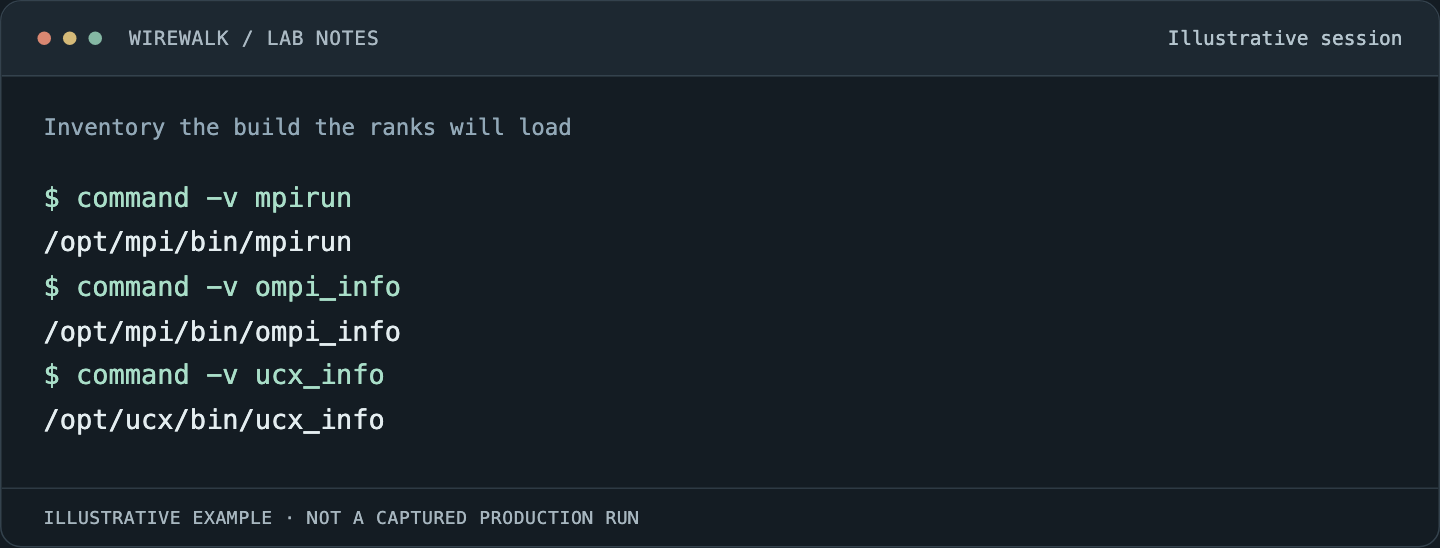 WIREWALK / LAB NOTES
Illustrative session
Inventory the build the ranks will load
$ command -v mpirun
/opt/mpi/bin/mpirun
$ command -v ompi_info
/opt/mpi/bin/ompi_info
$ command -v ucx_info
/opt/ucx/bin/ucx_info
ILLUSTRATIVE EXAMPLE · NOT A CAPTURED PRODUCTION RUN